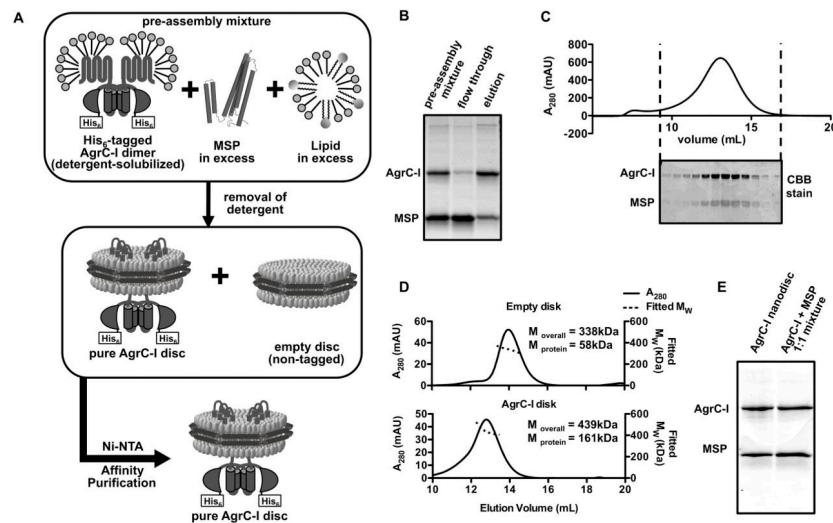 A
pre-assembly mixture
His6
His6
His6-tagged
AgrC-I dimer
(detergent-solubilized)
MSP
in excess
Lipid
in excess
removal of
detergent
His6
His6
pure AgrC-I disc
empty disc
(non-tagged)
Ni-NTA
Affinity
Purification
His6
His6
pure AgrC-I disc
B
pre-assembly
mixture
flow through
elution
AgrC-I
MSP
C
A280 (mAU)
800
600
400
200
0
-200
10
15
20
volume (mL)
AgrC-I
MSP
CBB
stain
D
A280
Fitted MW
Empty disk
A280 (mAU)
60
40
20
0
M overall = 338kDa
M protein = 58kDa
600
400
200
0
Fitted
MW (kDa)
AgrC-I disk
A280 (mAU)
50
40
30
20
10
0
M overall = 439kDa
M protein = 161kDa
600
400
200
0
Fitted
MW (kDa)
10
12
14
16
18
20
Elution Volume (mL)
E
AgrC-I nanodisc
AgrC-I + MSP
1:1 mixture
AgrC-I
MSP